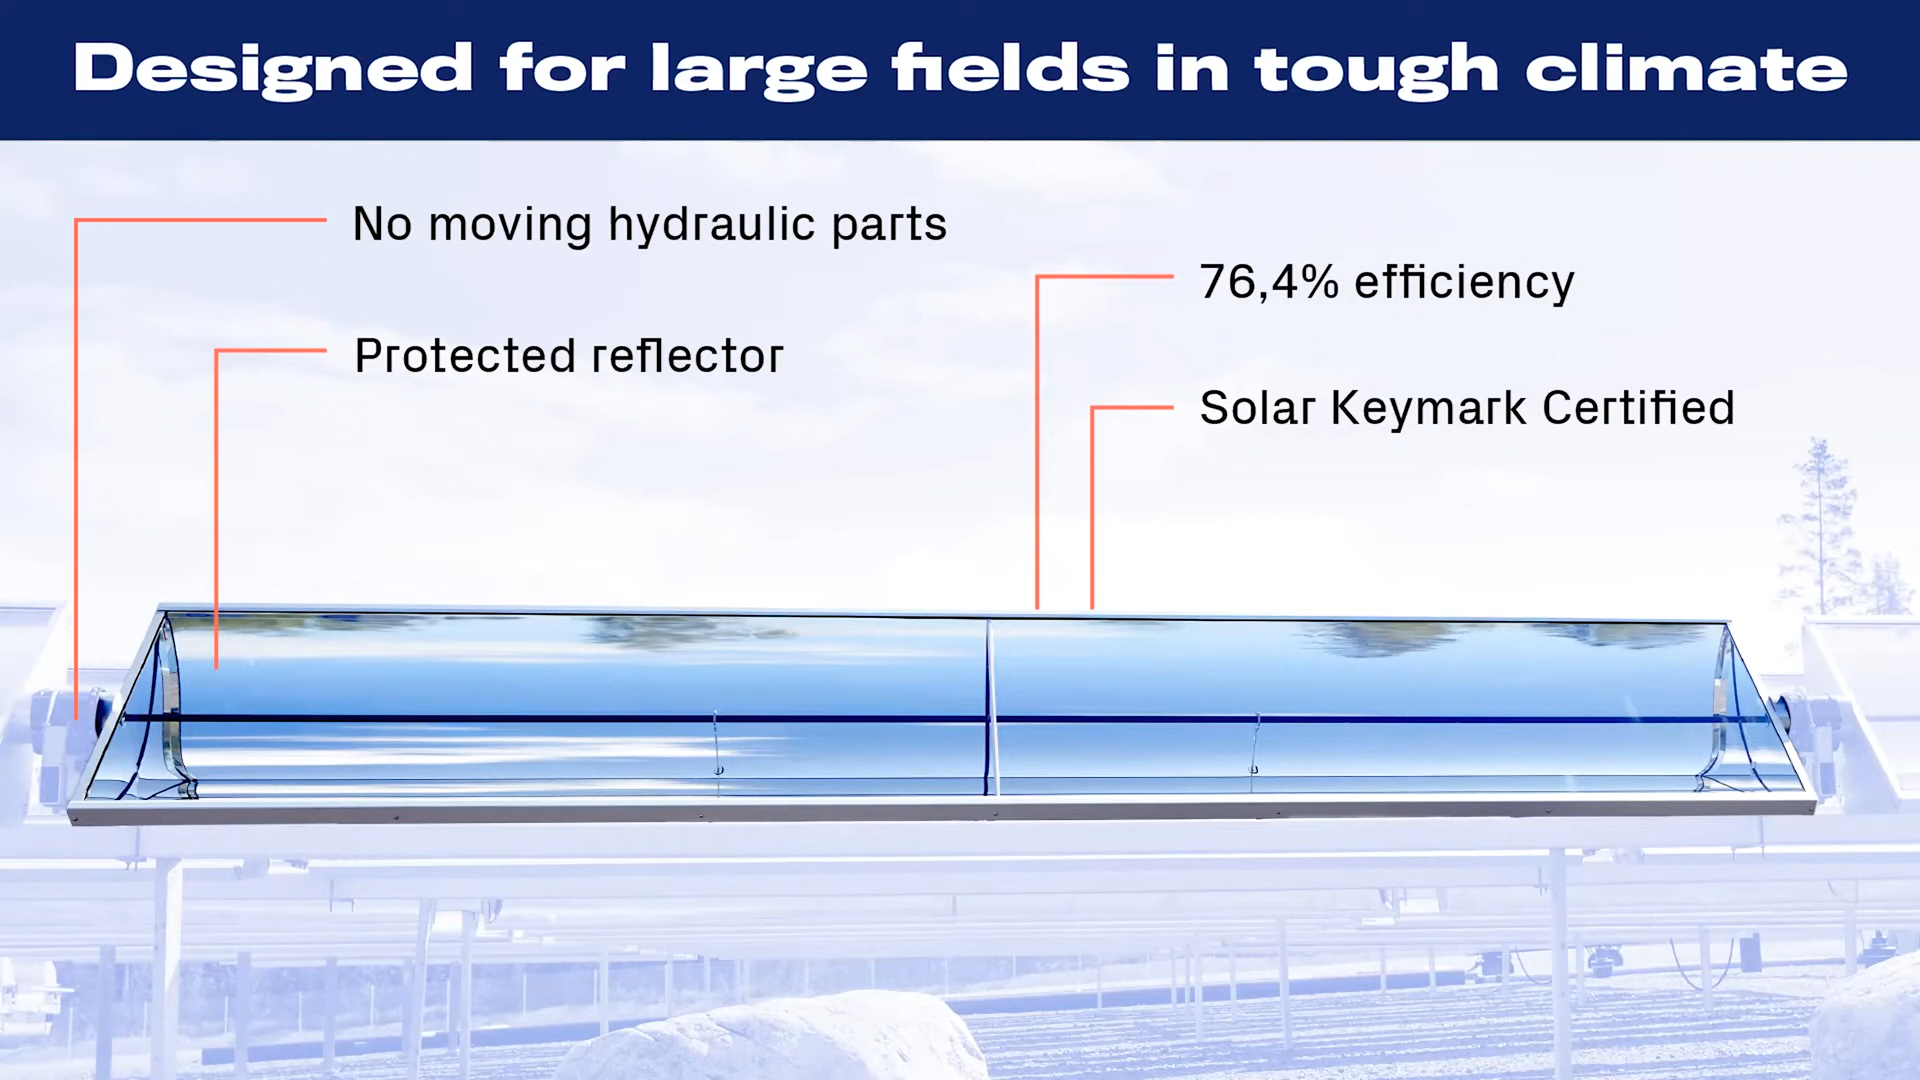 Designed for large fields in tough climate
No moving hydraulic parts
Protected reflector
76,4% efficiency
Solar Keymark Certified